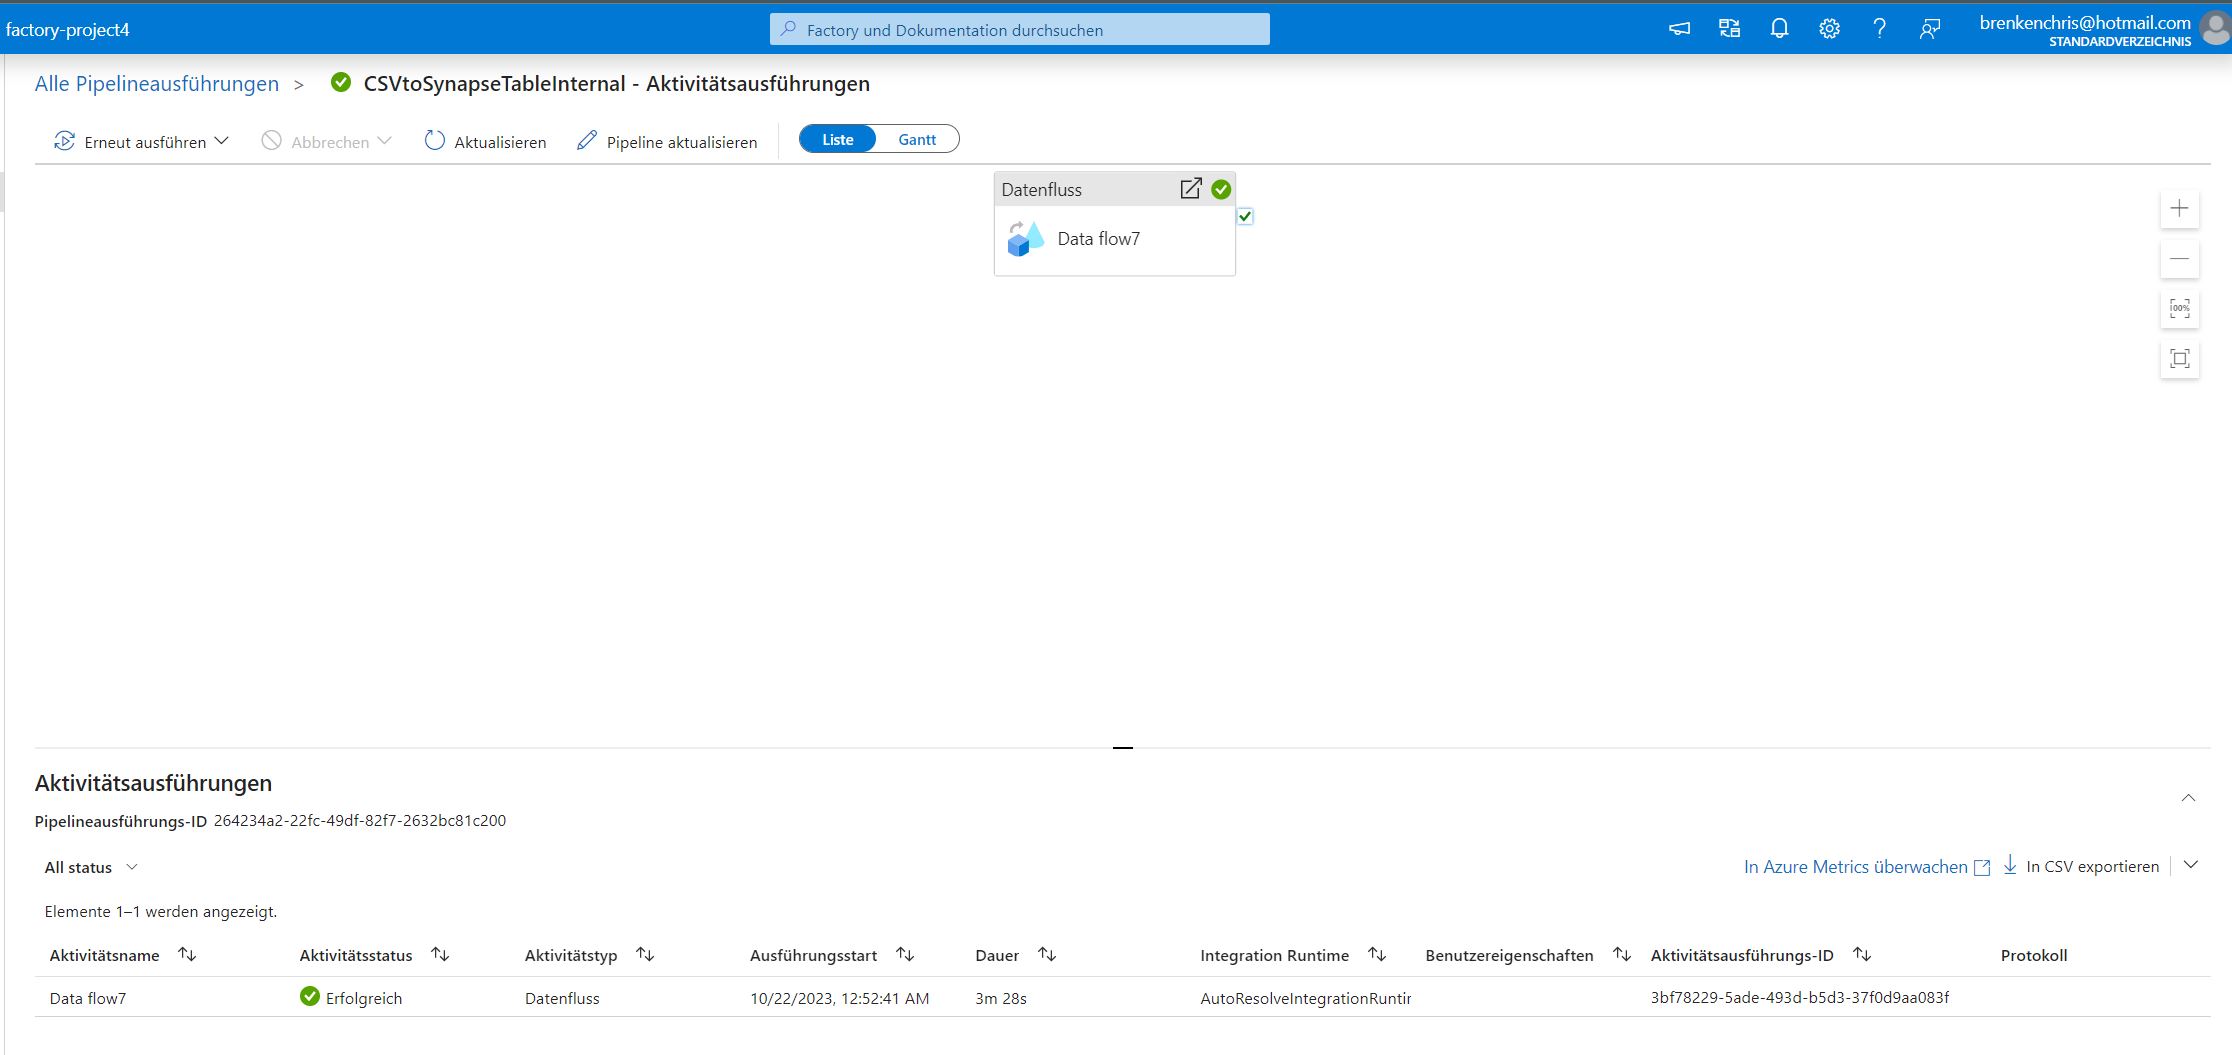 factory-project4
Factory und Dokumentation durchsuchen
brenkenchris@hotmail.com
STANDARDVERZEICHNIS
Alle Pipelineausführungen > CSVtoSynapseTableInternal - Aktivitätsausführungen
Erneut ausführen Abbrechen Aktualisieren Pipeline aktualisieren Liste Gantt
Datenfluss
Data flow7
100%
Aktivitätsausführungen
Pipelineausführungs-ID 264234a2-22fc-49df-82f7-2632bc81c200
All status In Azure Metrics überwachen In CSV exportieren
Elemente 1–1 werden angezeigt.
Aktivitätsname Aktivitätsstatus Aktivitätstyp Ausführungsstart Dauer Integration Runtime Benutzereigenschaften Aktivitätsausführungs-ID Protokoll
Data flow7 Erfolgreich Datenfluss 10/22/2023, 12:52:41 AM 3m 28s AutoResolveIntegrationRuntir 3bf78229-5ade-493d-b5d3-37f0d9aa083f